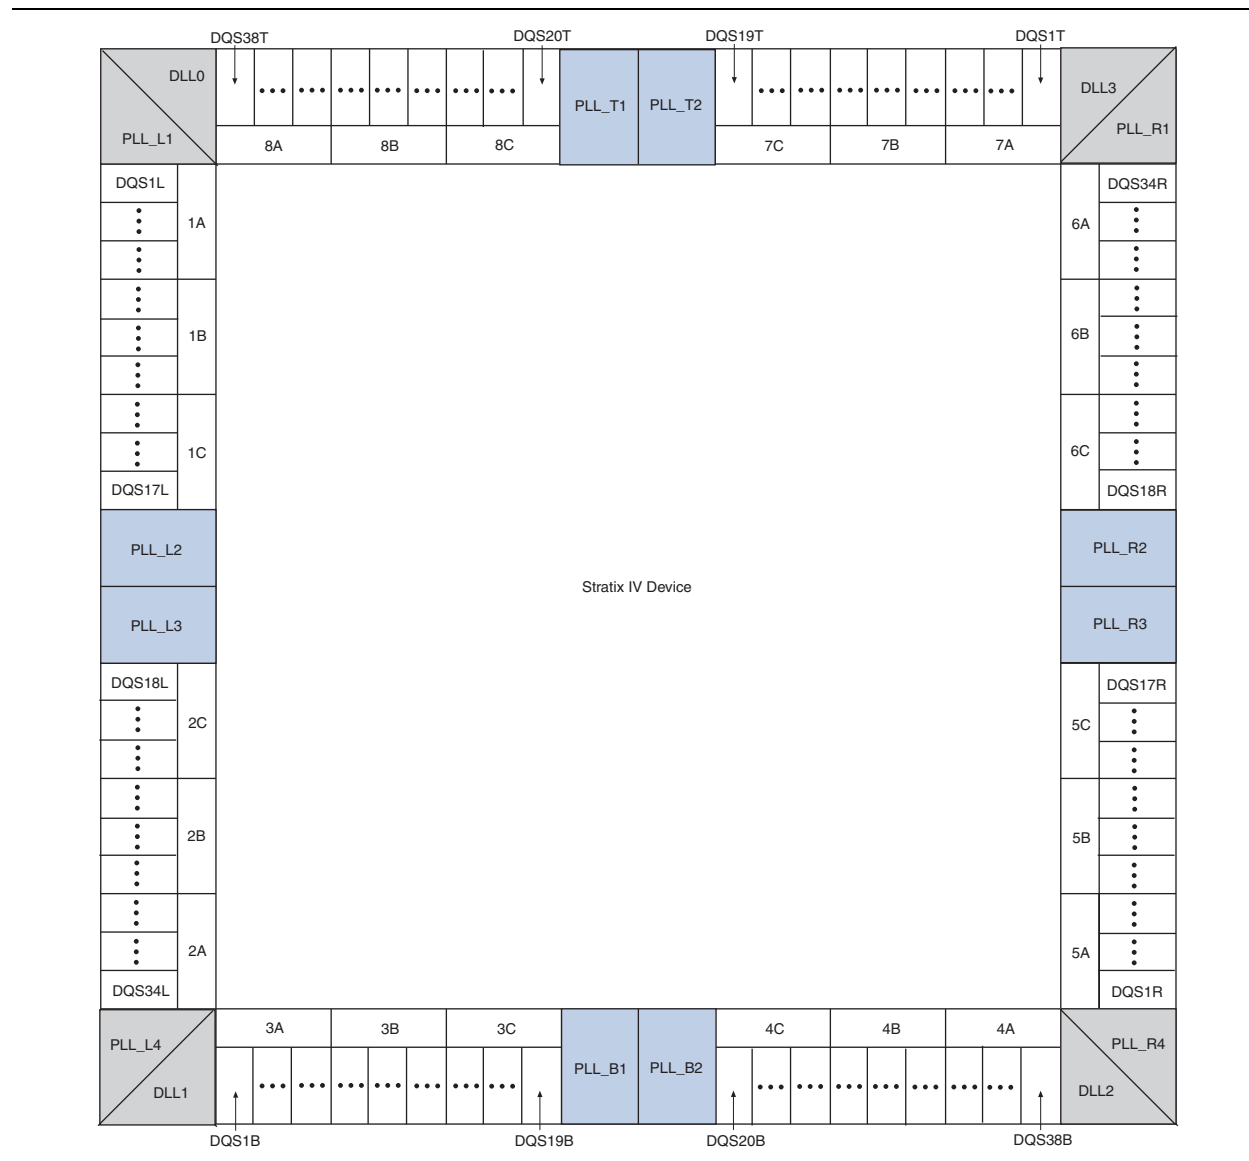 DQS38T DQS20T DQS19T DQS1T
DLL0 PLL_T1 PLL_T2 DLL3
PLL_L1 PLL_R1
8A 8B 8C 7C 7B 7A
DQS1L DQS34R
1A 6A
1B 6B
1C 6C
DQS17L DQS18R
PLL_L2 PLL_R2
Stratix IV Device
PLL_L3 PLL_R3
DQS18L DQS17R
2C 5C
2B 5B
2A 5A
DQS34L DQS1R
3A 3B 3C 4C 4B 4A
PLL_L4 PLL_R4
PLL_B1 PLL_B2
DLL1 DLL2
DQS1B DQS19B DQS20B DQS38B